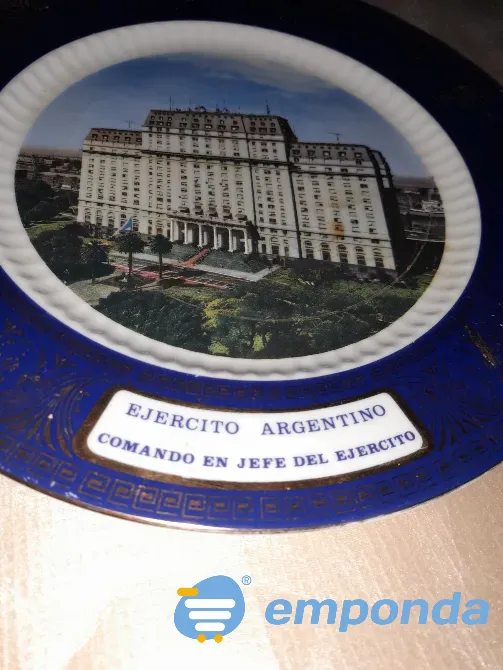 EJERCITO ARGENTINO
COMANDO EN JEFE DEL EJERCITO
® emponda